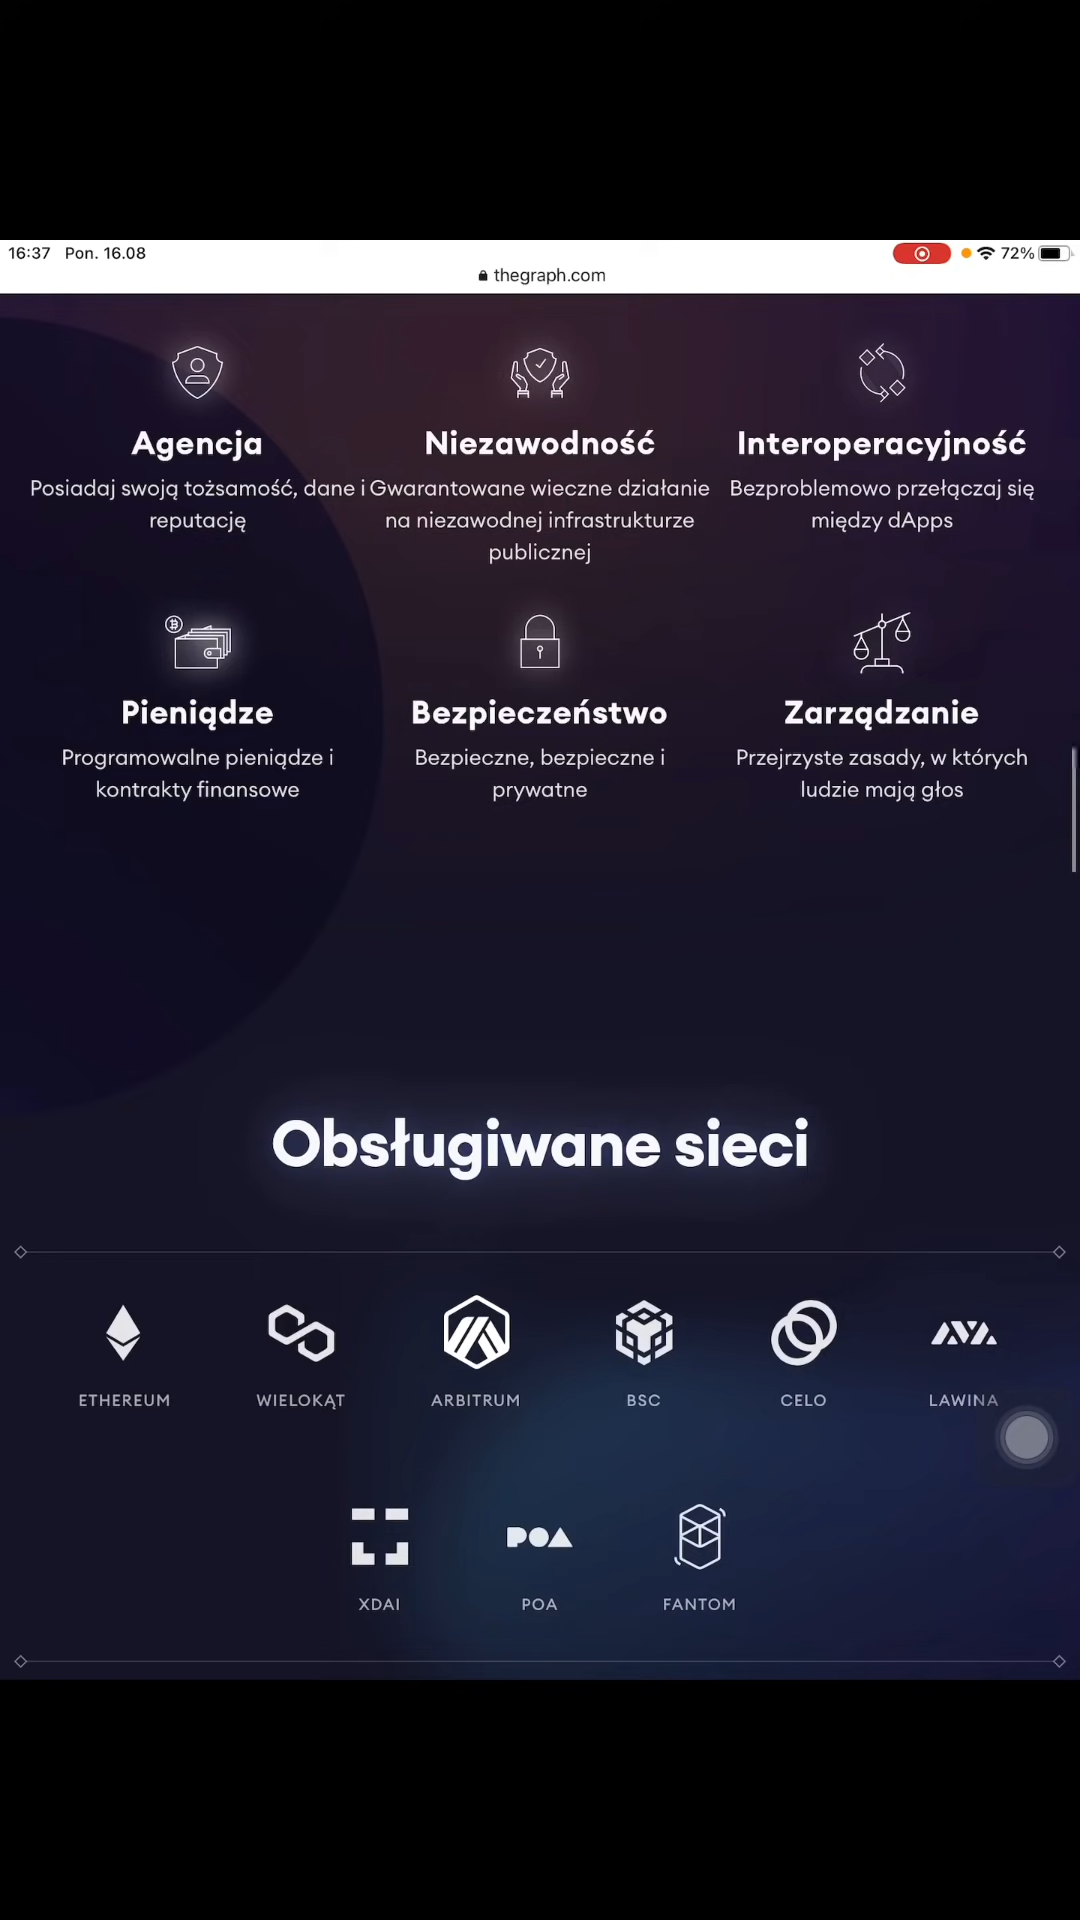 16:37 Pon. 16.08
72%
thegraph.com
Agencja
Posiadaj swoją tożsamość, dane i
reputację
Niezawodność
Gwarantowane wieczne działanie
na niezawodnej infrastrukturze
publicznej
Interoperacyjność
Bezproblemowo przełączaj się
między dApps
Pieniądze
Programowalne pieniądze i
kontrakty finansowe
Bezpieczeństwo
Bezpieczne, bezpieczne i
prywatne
Zarządzanie
Przejrzyste zasady, w których
ludzie mają głos
Obsługiwane sieci
ETHEREUM
WIELOKĄT
ARBITRUM
BSC
CELO
LAWINA
XDAI
POA
POA
FANTOM